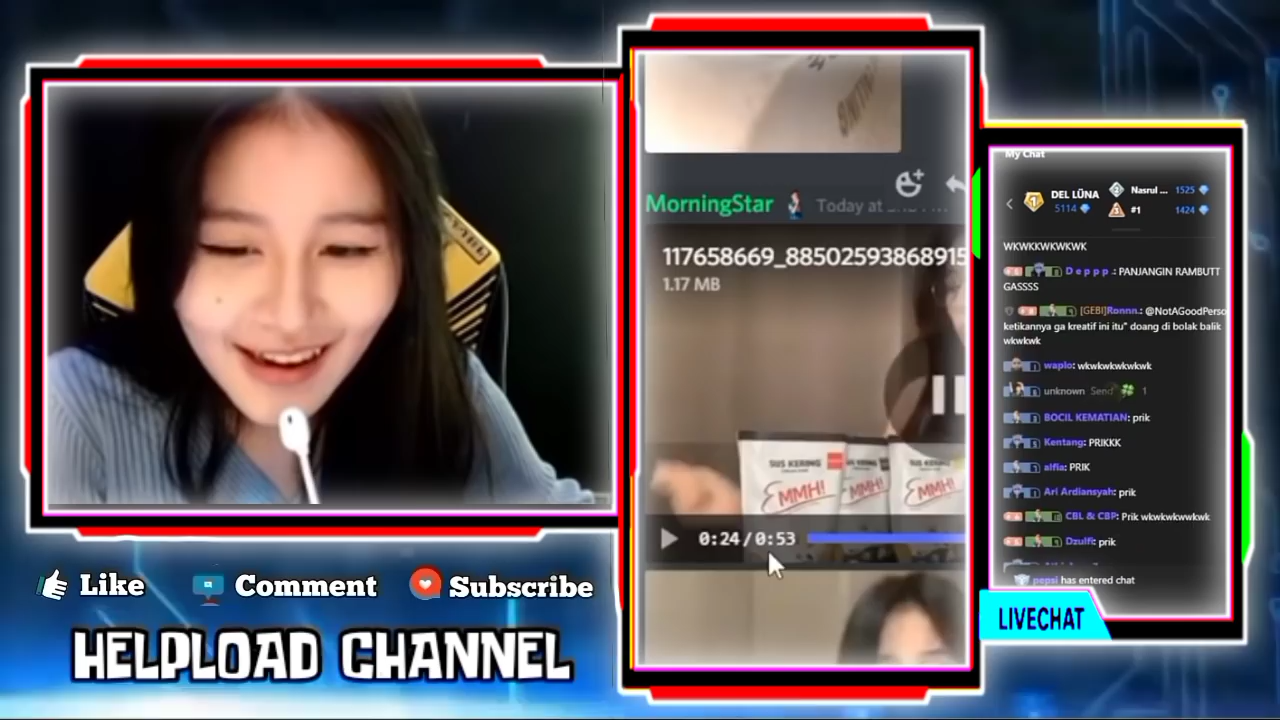 Like
Comment
Subscribe
HELPLOAD CHANNEL
MorningStar
Today at
117658669_88502593868915
1.17 MB
SUS KERING
EMMH!
EMMH!
SUS KERING
EMMH!
0:24/0:53
My Chat
DEL LŪNA
5114
Nasrul ...
1525
#1
1424
WKWKKWKWKWK
D e p p p .: PANJANGIN RAMBUTT
GASSSS
[GEBI]Ronnn.: @NotAGoodPerso
ketikannya ga kreatif ini itu" doang di bolak balik
wkwkwk
waplo: wkwkwkwkwkwk
unknown Send 1
BOCIL KEMATIAN: prik
Kentang: PRIKKK
alfia: PRIK
Ari Ardiansyah: prik
CBL & CBP: Prik wkwkwkwwkwk
Dzulfi: prik
pepsi has entered chat
LIVECHAT